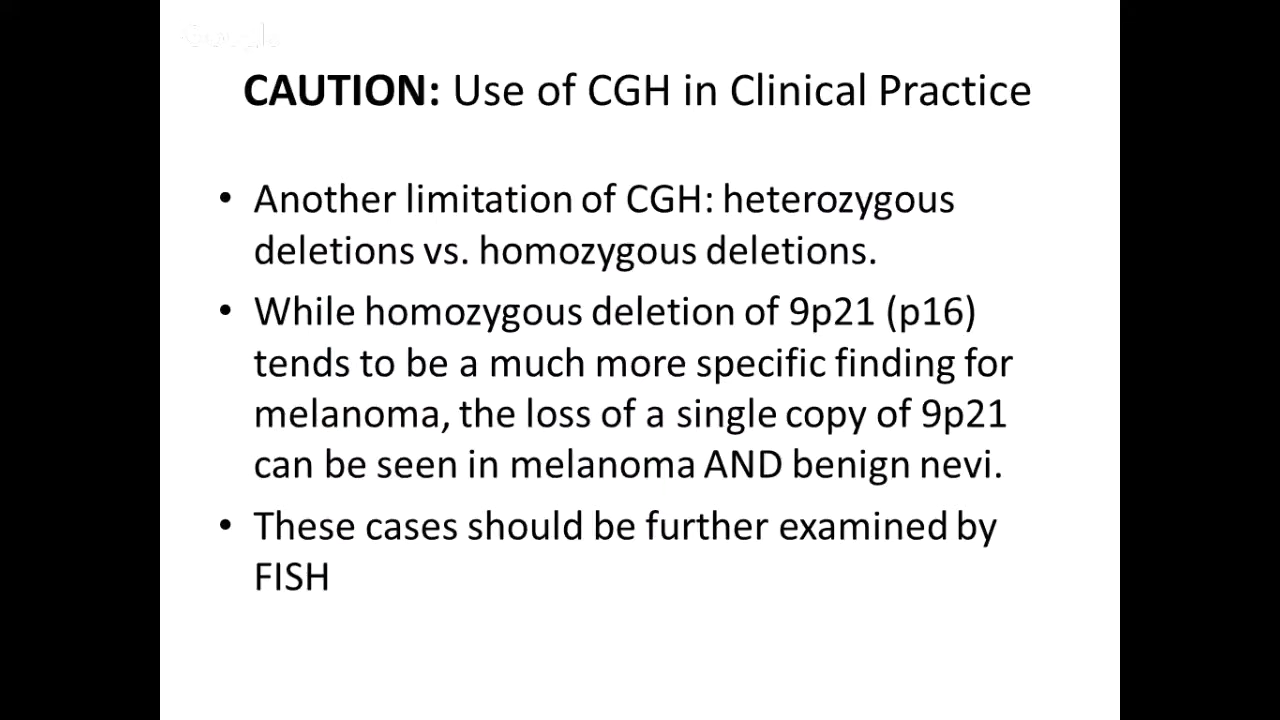 Google
CAUTION: Use of CGH in Clinical Practice
• Another limitation of CGH: heterozygous
deletions vs. homozygous deletions.
• While homozygous deletion of 9p21 (p16)
tends to be a much more specific finding for
melanoma, the loss of a single copy of 9p21
can be seen in melanoma AND benign nevi.
• These cases should be further examined by
FISH